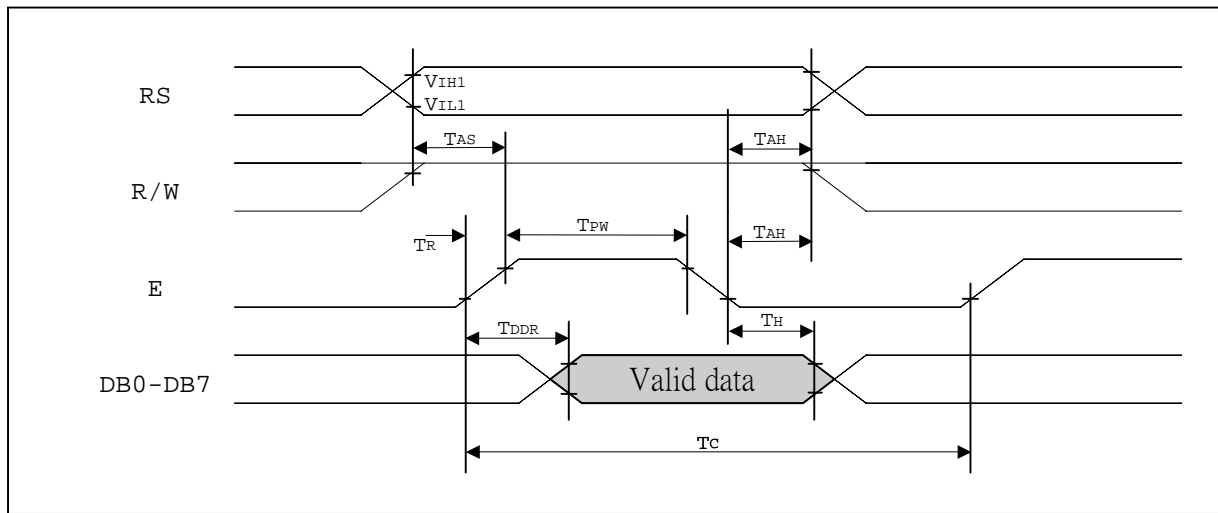 RS
VIH1
VIL1
TAS
TAH
R/W
TPW
TAH
TR
E
TDDR
TH
DB0-DB7
Valid data
TC